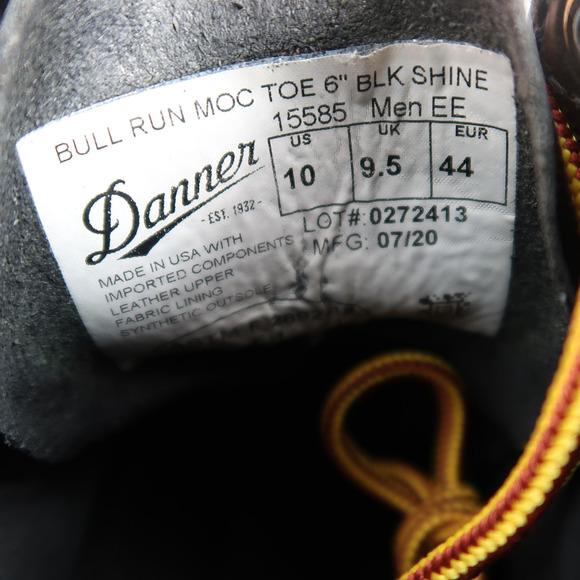 BULL RUN MOC TOE 6" BLK SHINE
15585 Men EE
US UK EUR
10 9.5 44
Danner
-EST. 1932-
LOT#: 0272413
MFG: 07/20
MADE IN USA WITH
IMPORTED COMPONENTS
LEATHER UPPER
FABRIC LINING
SYNTHETIC OUTSOLE